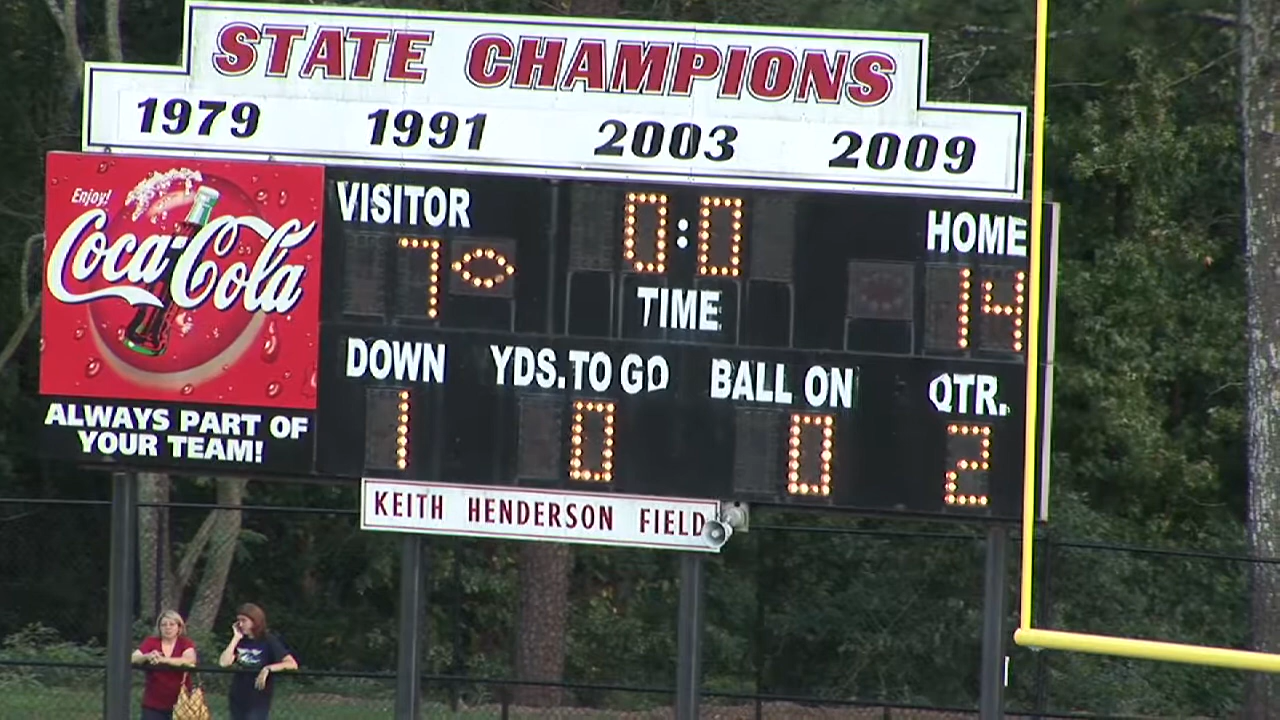 STATE CHAMPIONS
1979 1991 2003 2009
Enjoy!
Coca-Cola
ALWAYS PART OF
YOUR TEAM!
VISITOR 0:0 HOME
7 TIME 14
DOWN YDS. TO GO BALL ON QTR.
1 0 0 2
KEITH HENDERSON FIELD